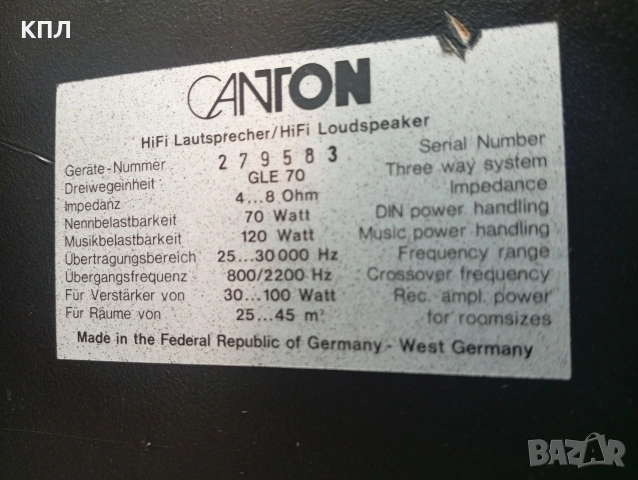 КПЛ
CANTON
HiFi Lautsprecher/HiFi Loudspeaker
Geräte-Nummer 279583 Serial Number
Dreiwegeinheit GLE 70 Three way system
Impedanz 4...8 Ohm Impedance
Nennbelastbarkeit 70 Watt DIN power handling
Musikbelastbarkeit 120 Watt Music power handling
Übertragungsbereich 25...30 000 Hz Frequency range
Übergangsfrequenz 800/2200 Hz Crossover frequency
Für Verstärker von 30...100 Watt Rec. ampl. power
Für Räume von 25...45 m² for roomsizes
Made in the Federal Republic of Germany - West Germany
BAZAR